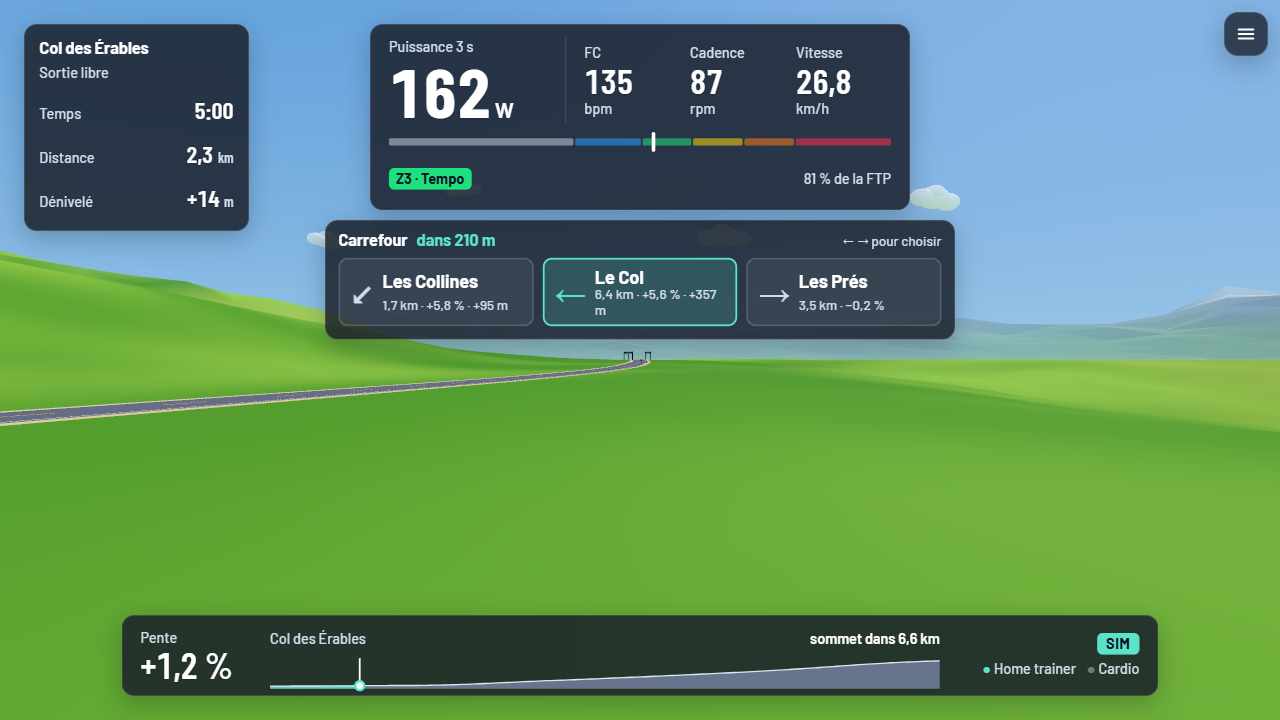 Col des Érables
Sortie libre
Temps 5:00
Distance 2,3 km
Dénivelé +14 m
Puissance 3 s
162 W
FC
135
bpm
Cadence
87
rpm
Vitesse
26,8
km/h
Z3 · Tempo
81 % de la FTP
Carrefour dans 210 m
← → pour choisir
↙ Les Collines
1,7 km · +5,8 % · +95 m
← Le Col
6,4 km · +5,6 % · +357
m
→ Les Prés
3,5 km · −0,2 %
Pente
+1,2 %
Col des Érables
sommet dans 6,6 km
SIM
Home trainer
Cardio